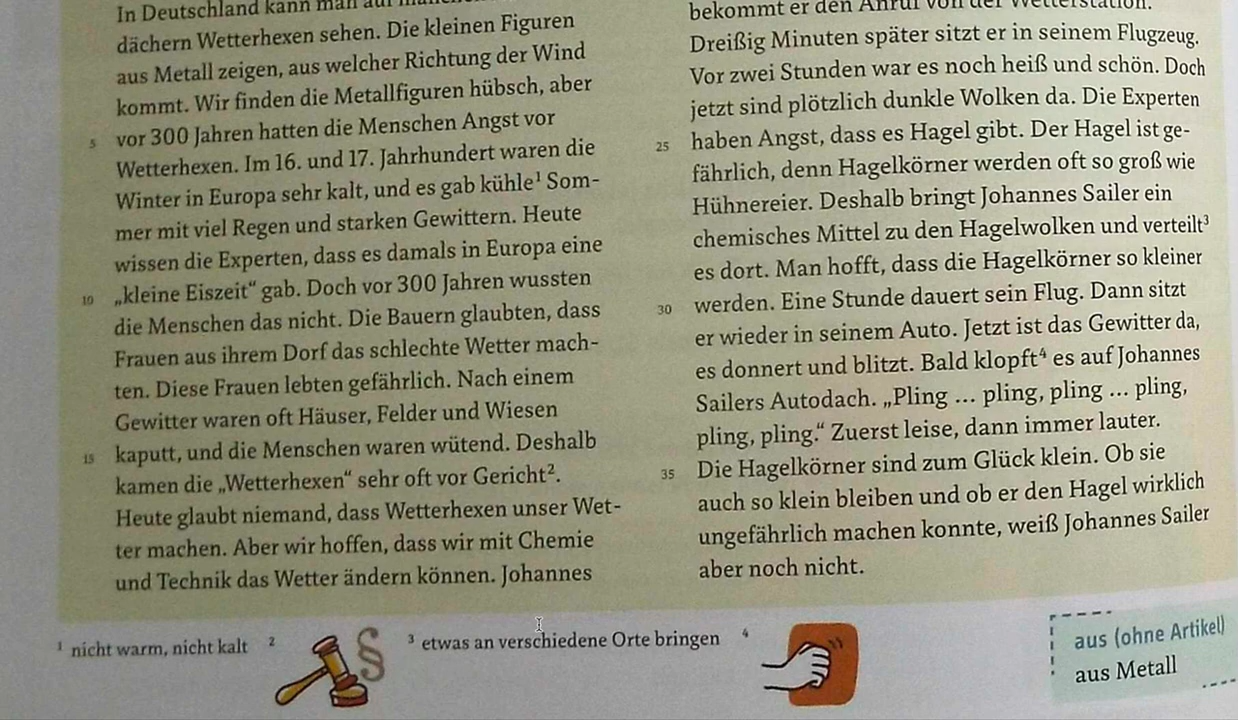 In Deutschland kann man auf
dächern Wetterhexen sehen. Die kleinen Figuren
aus Metall zeigen, aus welcher Richtung der Wind
kommt. Wir finden die Metallfiguren hübsch, aber
5 vor 300 Jahren hatten die Menschen Angst vor
Wetterhexen. Im 16. und 17. Jahrhundert waren die
Winter in Europa sehr kalt, und es gab kühle¹ Som-
mer mit viel Regen und starken Gewittern. Heute
wissen die Experten, dass es damals in Europa eine
10 „kleine Eiszeit“ gab. Doch vor 300 Jahren wussten
die Menschen das nicht. Die Bauern glaubten, dass
Frauen aus ihrem Dorf das schlechte Wetter mach-
ten. Diese Frauen lebten gefährlich. Nach einem
Gewitter waren oft Häuser, Felder und Wiesen
15 kaputt, und die Menschen waren wütend. Deshalb
kamen die „Wetterhexen“ sehr oft vor Gericht².
Heute glaubt niemand, dass Wetterhexen unser Wet-
ter machen. Aber wir hoffen, dass wir mit Chemie
und Technik das Wetter ändern können. Johannes
bekommt er den Anruf von der Wetterstation.
Dreißig Minuten später sitzt er in seinem Flugzeug.
Vor zwei Stunden war es noch heiß und schön. Doch
jetzt sind plötzlich dunkle Wolken da. Die Experten
25 haben Angst, dass es Hagel gibt. Der Hagel ist ge-
fährlich, denn Hagelkörner werden oft so groß wie
Hühnereier. Deshalb bringt Johannes Sailer ein
chemisches Mittel zu den Hagelwolken und verteilt³
es dort. Man hofft, dass die Hagelkörner so kleiner
30 werden. Eine Stunde dauert sein Flug. Dann sitzt
er wieder in seinem Auto. Jetzt ist das Gewitter da,
es donnert und blitzt. Bald klopft⁴ es auf Johannes
Sailers Autodach. „Pling ... pling, pling ... pling,
pling, pling.“ Zuerst leise, dann immer lauter.
35 Die Hagelkörner sind zum Glück klein. Ob sie
auch so klein bleiben und ob er den Hagel wirklich
ungefährlich machen konnte, weiß Johannes Sailer
aber noch nicht.
¹ nicht warm, nicht kalt ² § ³ etwas an verschiedene Orte bringen ⁴
aus (ohne Artikel)
aus Metall